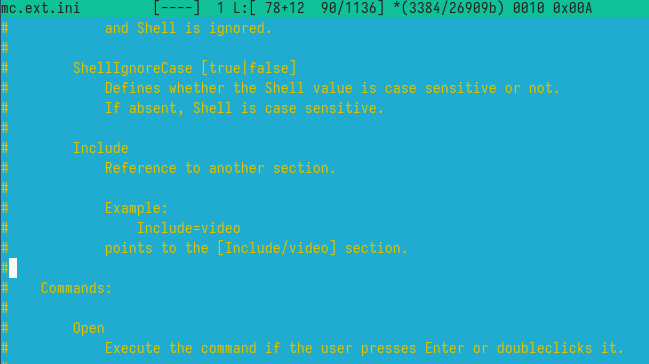 mc.ext.ini         [----]  1 L:[ 78+12  90/1136] *(3384/26909b) 0010 0x00A
#            and Shell is ignored.
#
#        ShellIgnoreCase [true|false]
#            Defines whether the Shell value is case sensitive or not.
#            If absent, Shell is case sensitive.
#
#        Include
#            Reference to another section.
#
#            Example:
#                Include=video
#            points to the [Include/video] section.
#
#    Commands:
#
#        Open
#            Execute the command if the user presses Enter or doubleclicks it.